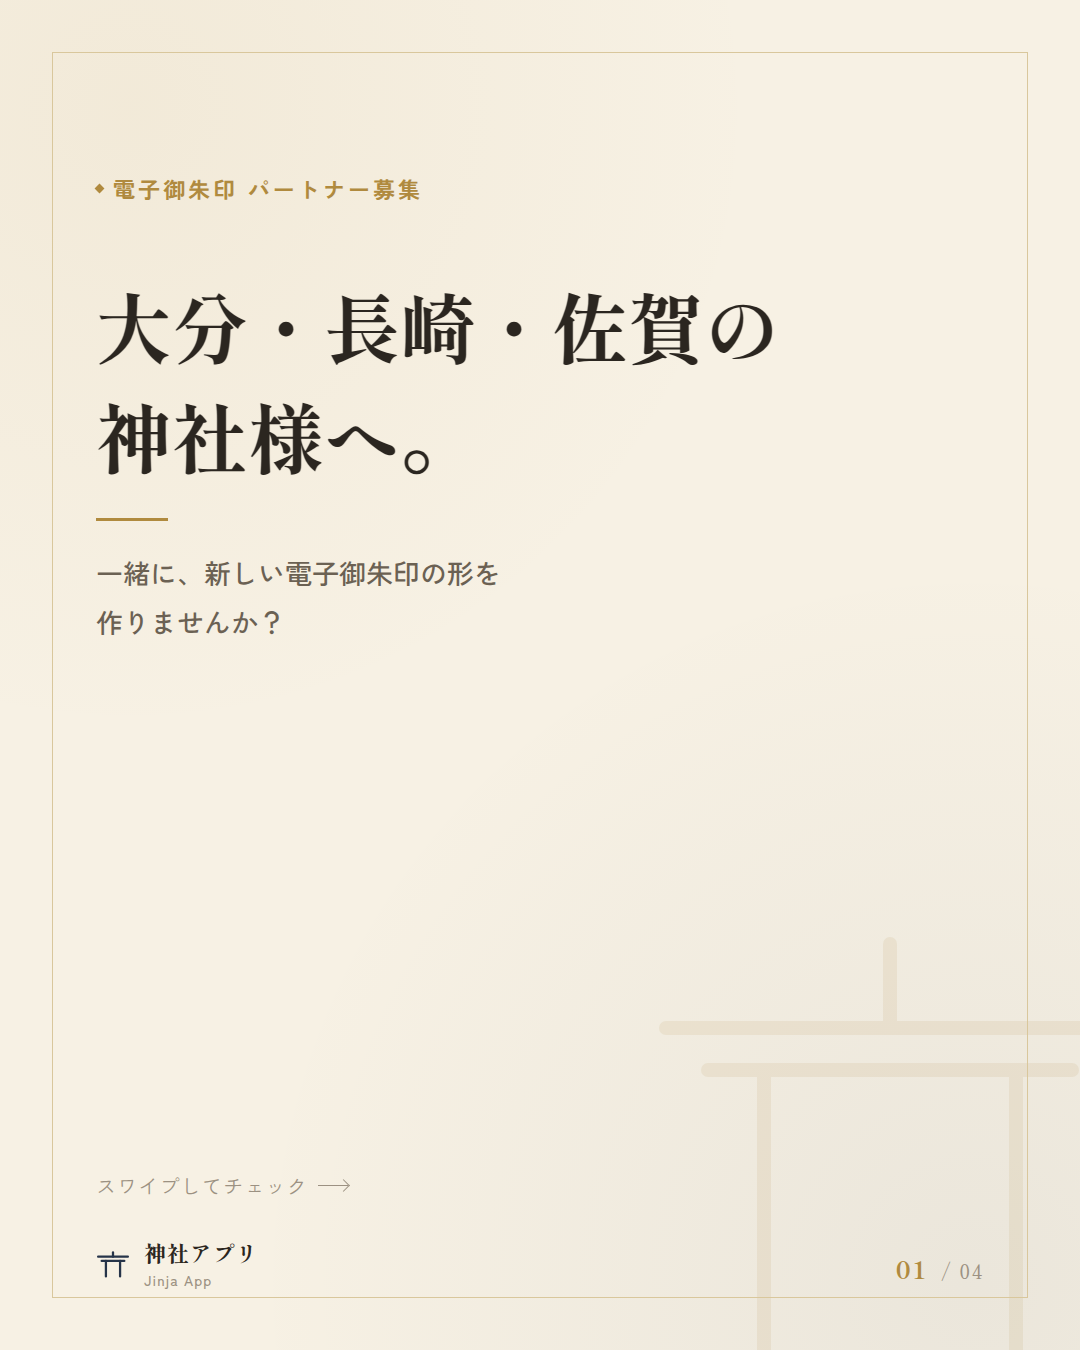 電子御朱印 パートナー募集
大分・長崎・佐賀の
神社様へ。
一緒に、新しい電子御朱印の形を
作りませんか？
スワイプしてチェック
神社アプリ
Jinja App
01 / 04